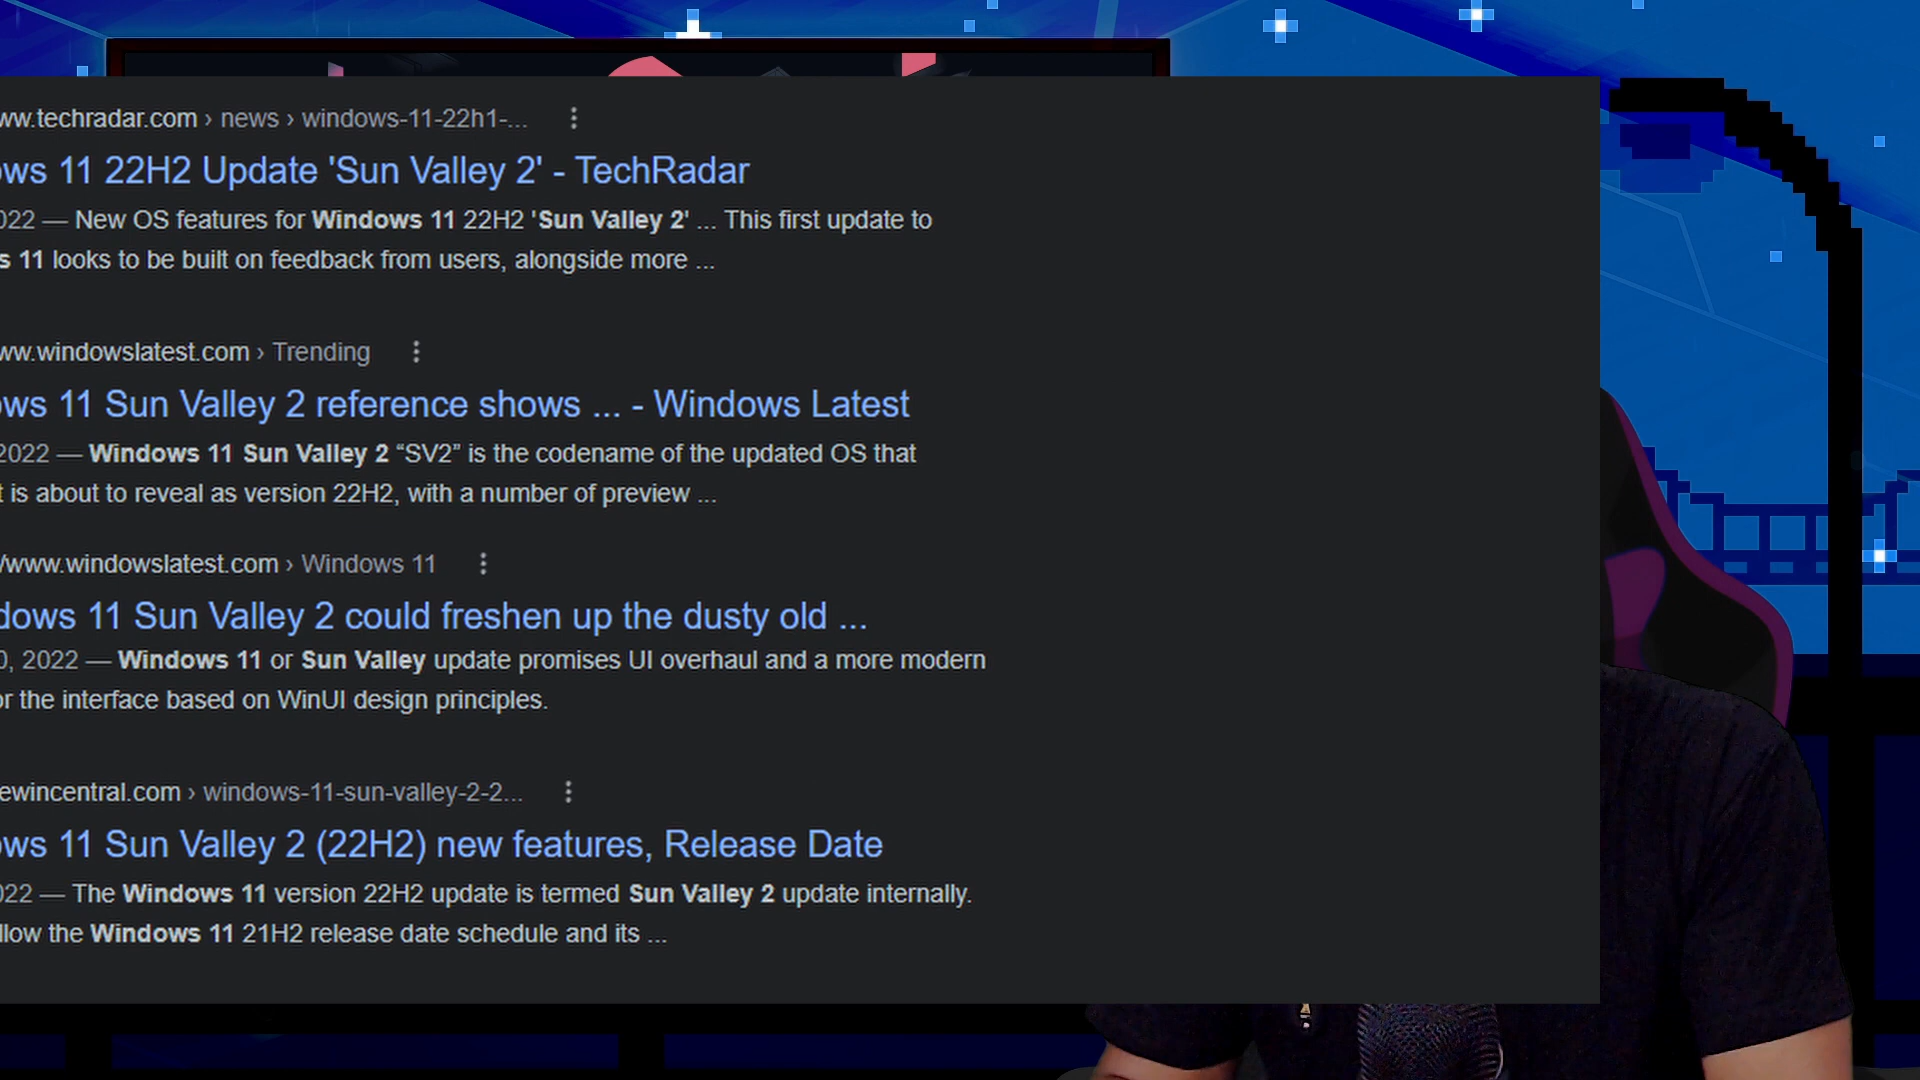 ww.techradar.com › news › windows-11-22h1-...
ows 11 22H2 Update 'Sun Valley 2' - TechRadar
022 — New OS features for Windows 11 22H2 'Sun Valley 2' ... This first update to
s 11 looks to be built on feedback from users, alongside more ...
ww.windowslatest.com › Trending
ows 11 Sun Valley 2 reference shows ... - Windows Latest
2022 — Windows 11 Sun Valley 2 “SV2” is the codename of the updated OS that
t is about to reveal as version 22H2, with a number of preview ...
/www.windowslatest.com › Windows 11
dows 11 Sun Valley 2 could freshen up the dusty old ...
0, 2022 — Windows 11 or Sun Valley update promises UI overhaul and a more modern
or the interface based on WinUI design principles.
ewincentral.com › windows-11-sun-valley-2-2...
ows 11 Sun Valley 2 (22H2) new features, Release Date
022 — The Windows 11 version 22H2 update is termed Sun Valley 2 update internally.
llow the Windows 11 21H2 release date schedule and its ...